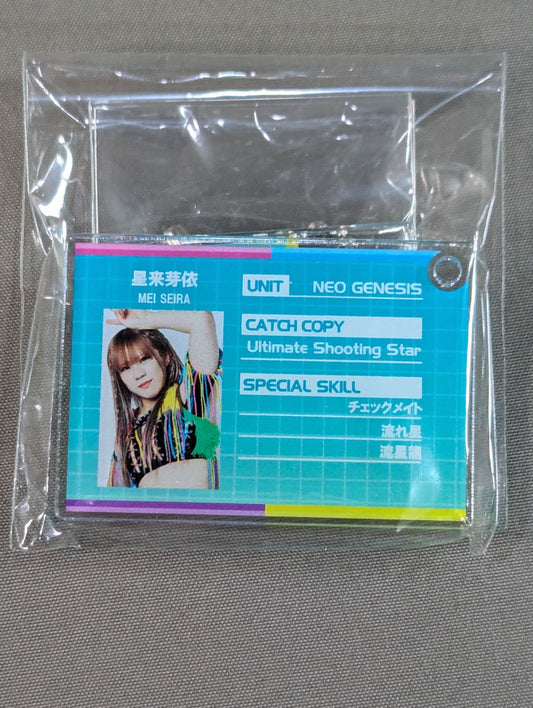 星来芽依
MEI SEIRA
UNIT NEO GENESIS
CATCH COPY
Ultimate Shooting Star
SPECIAL SKILL
チェックメイト
流れ星
流星